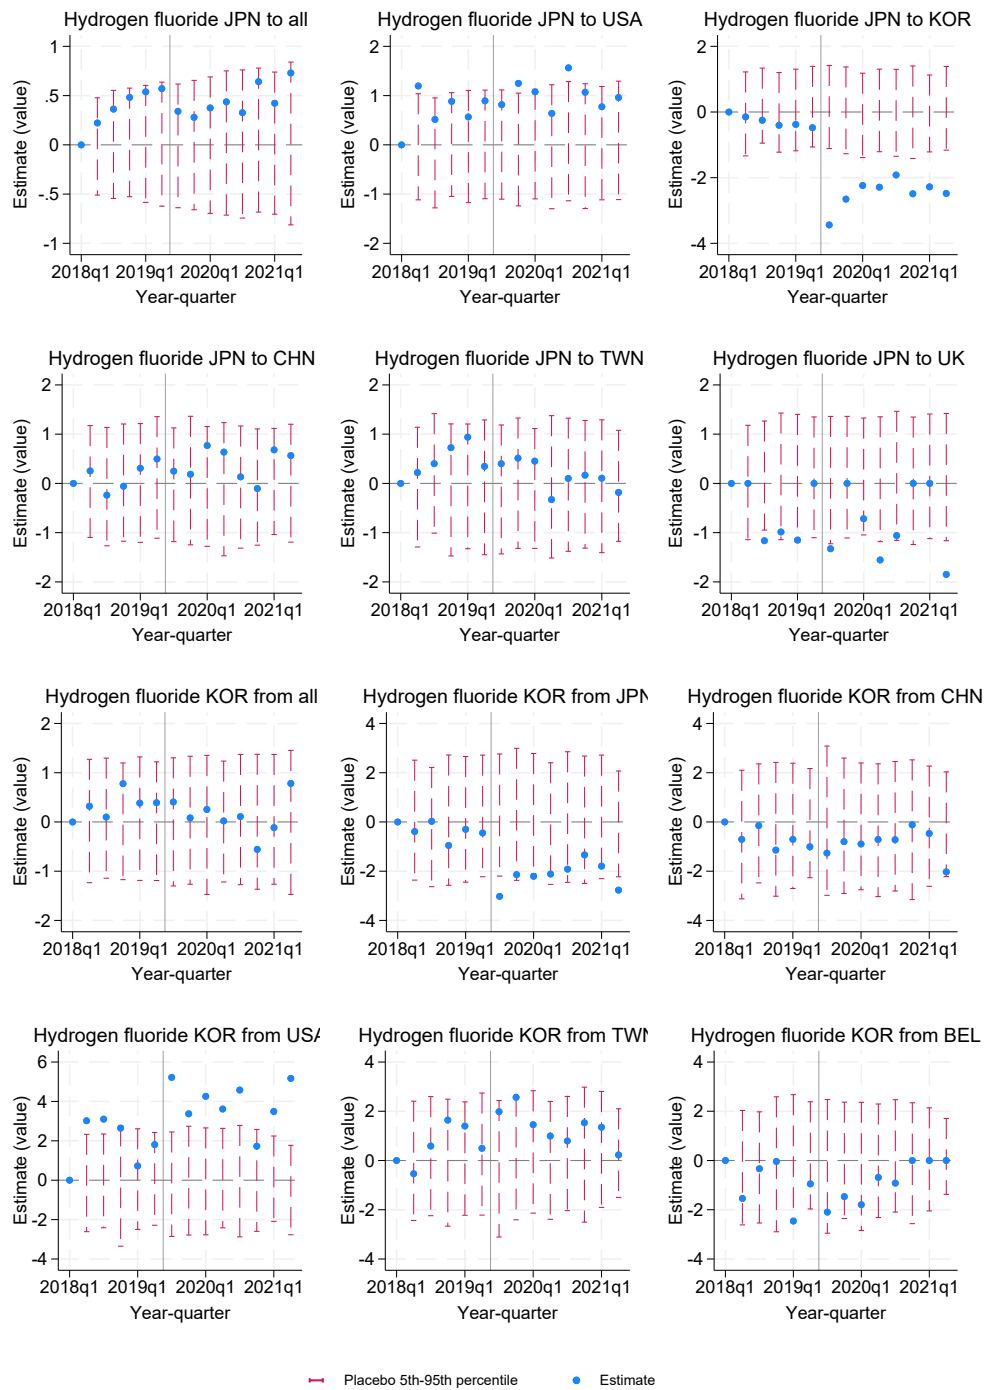 Hydrogen fluoride JPN to all
Hydrogen fluoride JPN to USA
Hydrogen fluoride JPN to KOR
Estimate (value)
1
.5
0
-.5
-1
2018q1 2019q1 2020q1 2021q1
Year-quarter
Estimate (value)
2
1
0
-1
-2
2018q1 2019q1 2020q1 2021q1
Year-quarter
Estimate (value)
2
0
-2
-4
2018q1 2019q1 2020q1 2021q1
Year-quarter
Hydrogen fluoride JPN to CHN
Hydrogen fluoride JPN to TWN
Hydrogen fluoride JPN to UK
Estimate (value)
2
1
0
-1
-2
2018q1 2019q1 2020q1 2021q1
Year-quarter
Estimate (value)
2
1
0
-1
-2
2018q1 2019q1 2020q1 2021q1
Year-quarter
Estimate (value)
2
1
0
-1
-2
2018q1 2019q1 2020q1 2021q1
Year-quarter
Hydrogen fluoride KOR from all
Hydrogen fluoride KOR from JPN
Hydrogen fluoride KOR from CHN
Estimate (value)
2
1
0
-1
-2
2018q1 2019q1 2020q1 2021q1
Year-quarter
Estimate (value)
4
2
0
-2
-4
2018q1 2019q1 2020q1 2021q1
Year-quarter
Estimate (value)
4
2
0
-2
-4
2018q1 2019q1 2020q1 2021q1
Year-quarter
Hydrogen fluoride KOR from USA
Hydrogen fluoride KOR from TWN
Hydrogen fluoride KOR from BEL
Estimate (value)
6
4
2
0
-2
-4
2018q1 2019q1 2020q1 2021q1
Year-quarter
Estimate (value)
4
2
0
-2
-4
2018q1 2019q1 2020q1 2021q1
Year-quarter
Estimate (value)
4
2
0
-2
-4
2018q1 2019q1 2020q1 2021q1
Year-quarter
Placebo 5th-95th percentile
Estimate